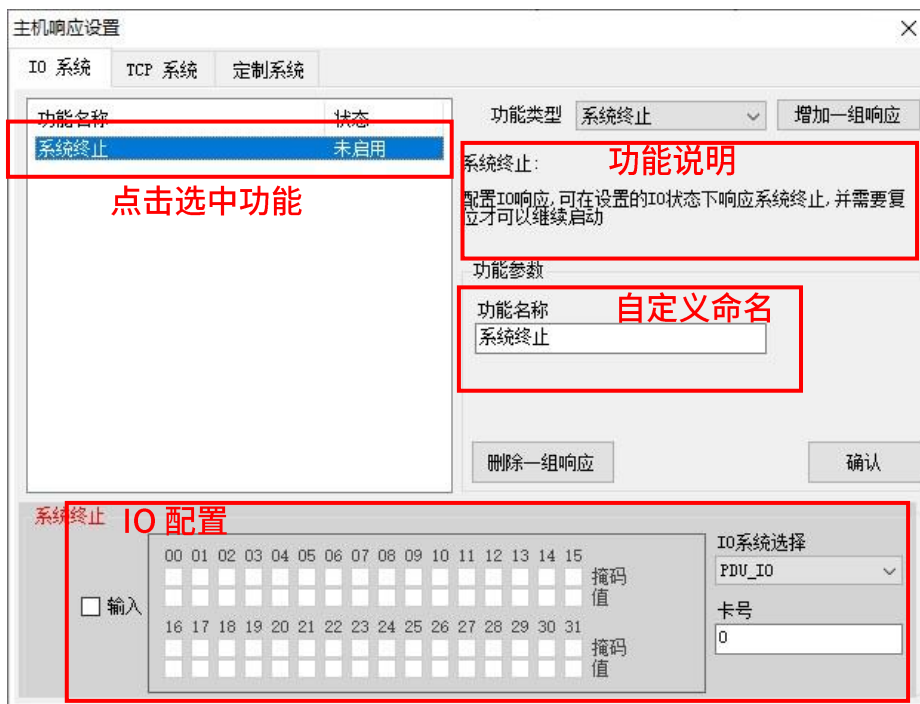 主机响应设置
IO 系统 TCP 系统 定制系统
功能名称 状态
系统终止 未启用
点击选中功能
功能类型 系统终止 增加一组响应
系统终止: 功能说明
配置IO响应,可在设置的IO状态下响应系统终止,并需要复
位才可以继续启动
功能参数
功能名称 自定义命名
系统终止
删除一组响应 确认
系统终止 IO 配置
00 01 02 03 04 05 06 07 08 09 10 11 12 13 14 15
掩码
值
输入
16 17 18 19 20 21 22 23 24 25 26 27 28 29 30 31
掩码
值
IO系统选择
PDU_IO
卡号
0